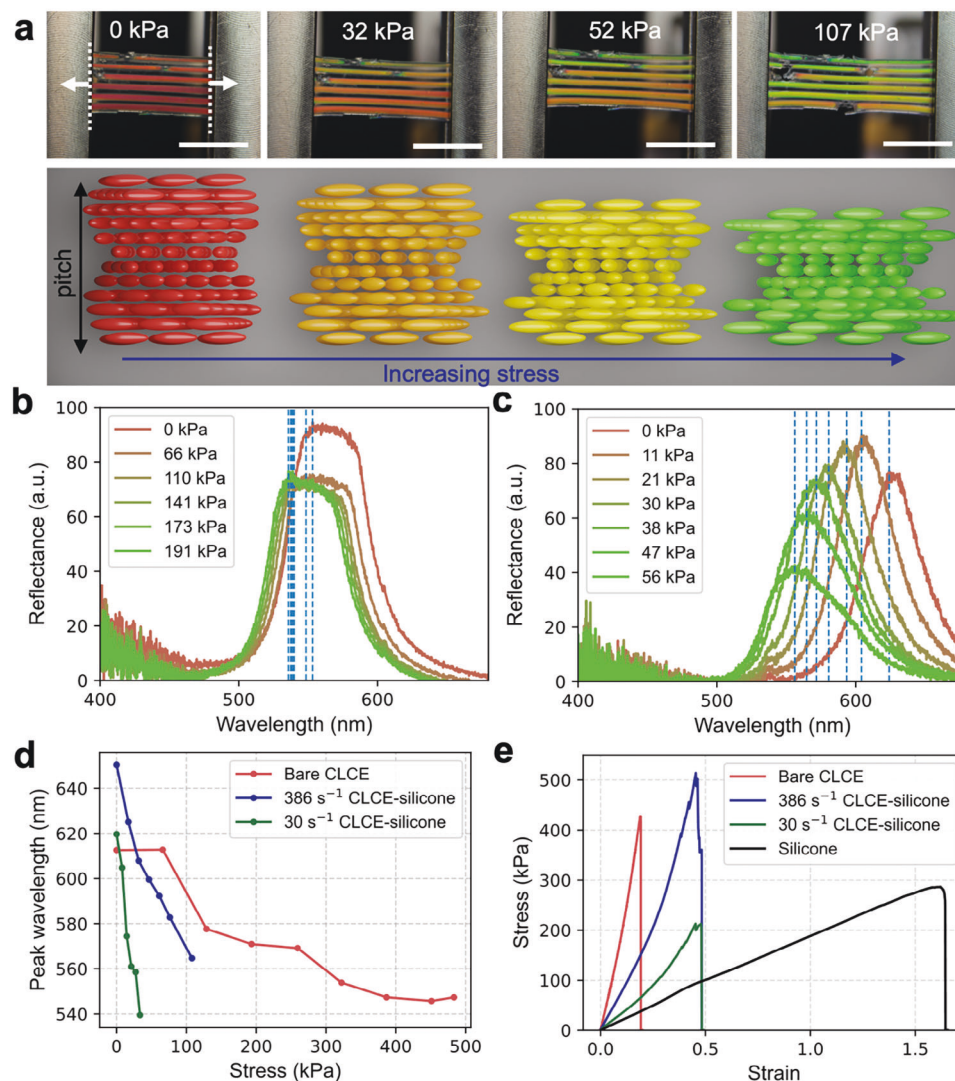 a
0 kPa
32 kPa
52 kPa
107 kPa
pitch
Increasing stress
b
100
80
60
40
20
0
Reflectance (a.u.)
0 kPa
66 kPa
110 kPa
141 kPa
173 kPa
191 kPa
400
500
600
Wavelength (nm)
c
100
80
60
40
20
0
Reflectance (a.u.)
0 kPa
11 kPa
21 kPa
30 kPa
38 kPa
47 kPa
56 kPa
400
500
600
Wavelength (nm)
d
640
620
600
580
560
540
Peak wavelength (nm)
Bare CLCE
386 s⁻¹ CLCE-silicone
30 s⁻¹ CLCE-silicone
0
100
200
300
400
500
Stress (kPa)
e
500
400
300
200
100
0
Stress (kPa)
Bare CLCE
386 s⁻¹ CLCE-silicone
30 s⁻¹ CLCE-silicone
Silicone
0.0
0.5
1.0
1.5
Strain